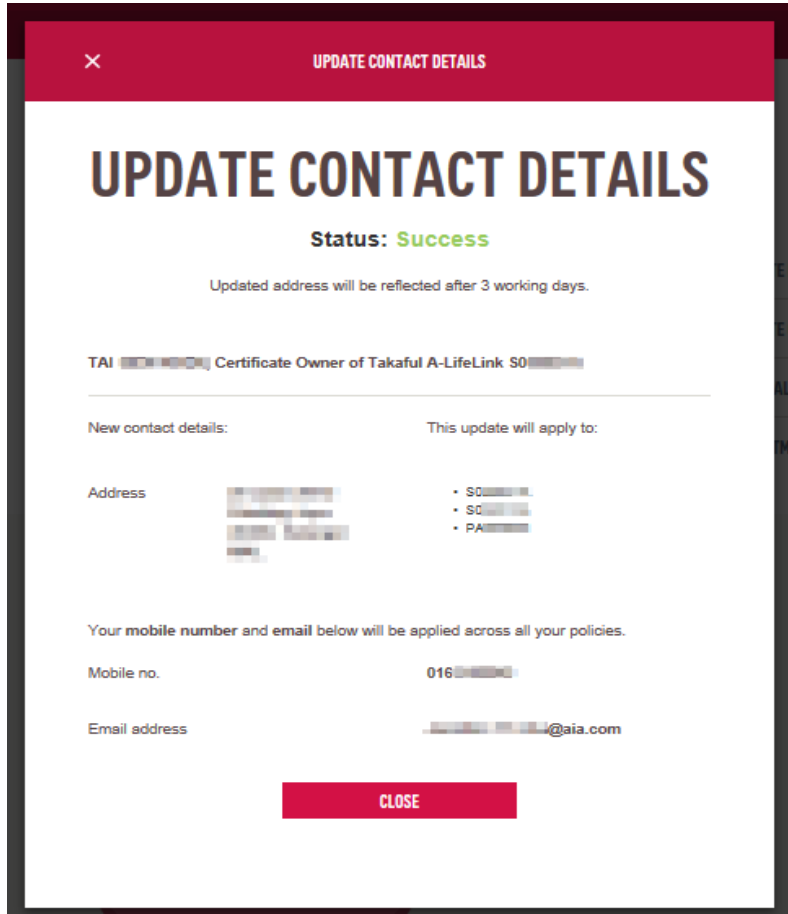 UPDATE CONTACT DETAILS
UPDATE CONTACT DETAILS
Status: Success
Updated address will be reflected after 3 working days.
TAI Certificate Owner of Takaful A-LifeLink S0
New contact details: This update will apply to:
Address
• S0
• S0
• PA
Your mobile number and email below will be applied across all your policies.
Mobile no. 016
Email address @aia.com
CLOSE